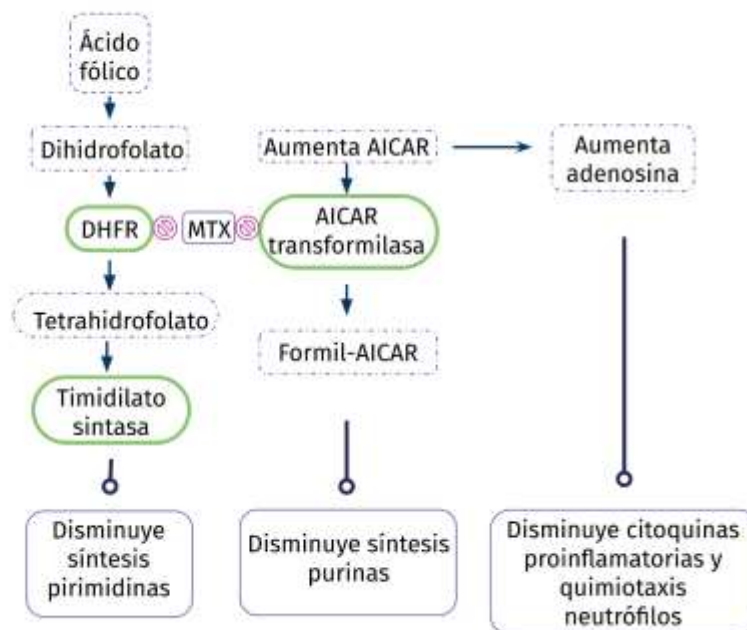 Ácido
fólico
Dihidrofolato
DHFR
MTX
Tetrahidrofolato
Timidilato
sintasa
Disminuye
síntesis
pirimidinas
Aumenta AICAR
AICAR
transformilasa
Formil-AICAR
Disminuye síntesis
purinas
Aumenta
adenosina
Disminuye citoquinas
proinflamatorias y
quimiotaxis
neutrófilos